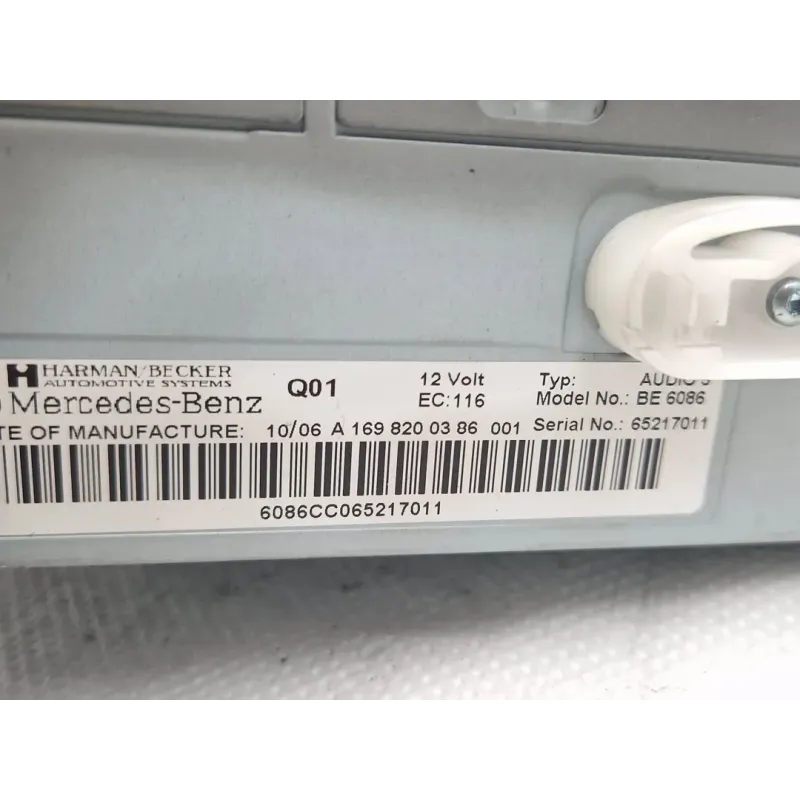 HARMAN/BECKER
AUTOMOTIVE SYSTEMS
Mercedes-Benz
Q01
12 Volt
EC:116
Typ: AUDIO
Model No.: BE 6086
TE OF MANUFACTURE: 10/06 A 169 820 03 86 001 Serial No.: 65217011
6086CC065217011